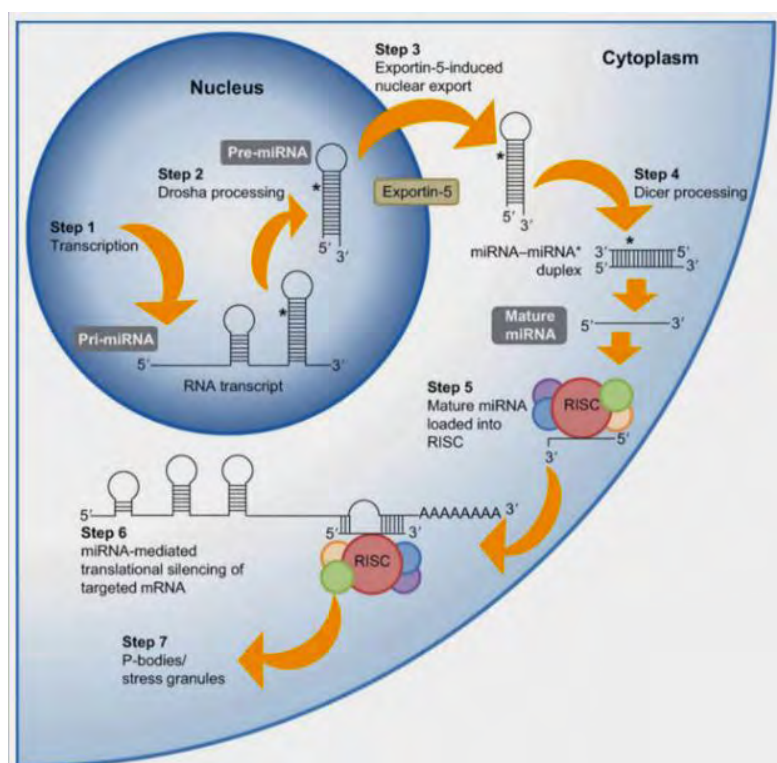 Nucleus
Cytoplasm
Step 1
Transcription
Pri-miRNA
5′
3′
RNA transcript
*
Step 2
Drosha processing
Pre-miRNA
*
5′
3′
Step 3
Exportin-5-induced
nuclear export
Exportin-5
*
5′
3′
Step 4
Dicer processing
miRNA–miRNA*
duplex
*
3′
5′
5′
3′
Mature
miRNA
5′
3′
Step 5
Mature miRNA
loaded into
RISC
RISC
5′
3′
5′
AAAAAAAA
3′
5′
3′
RISC
Step 6
miRNA-mediated
translational silencing of
targeted mRNA
Step 7
P-bodies/
stress granules